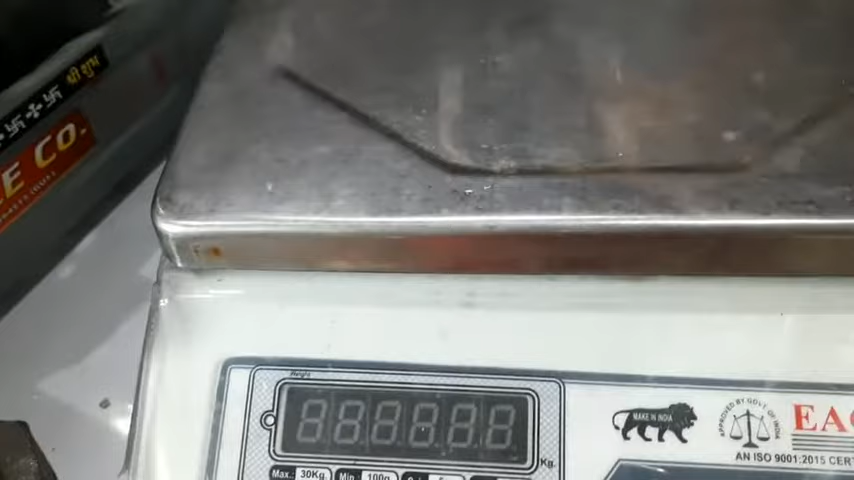 श्री शुभ
E CO.
Weight
Kg.
Max.: 30Kg. Min.: 100g.
MAKE IN INDIA
APPROVED BY GOVT. OF INDIA
EAG
AN ISO 9001:2015 CERT